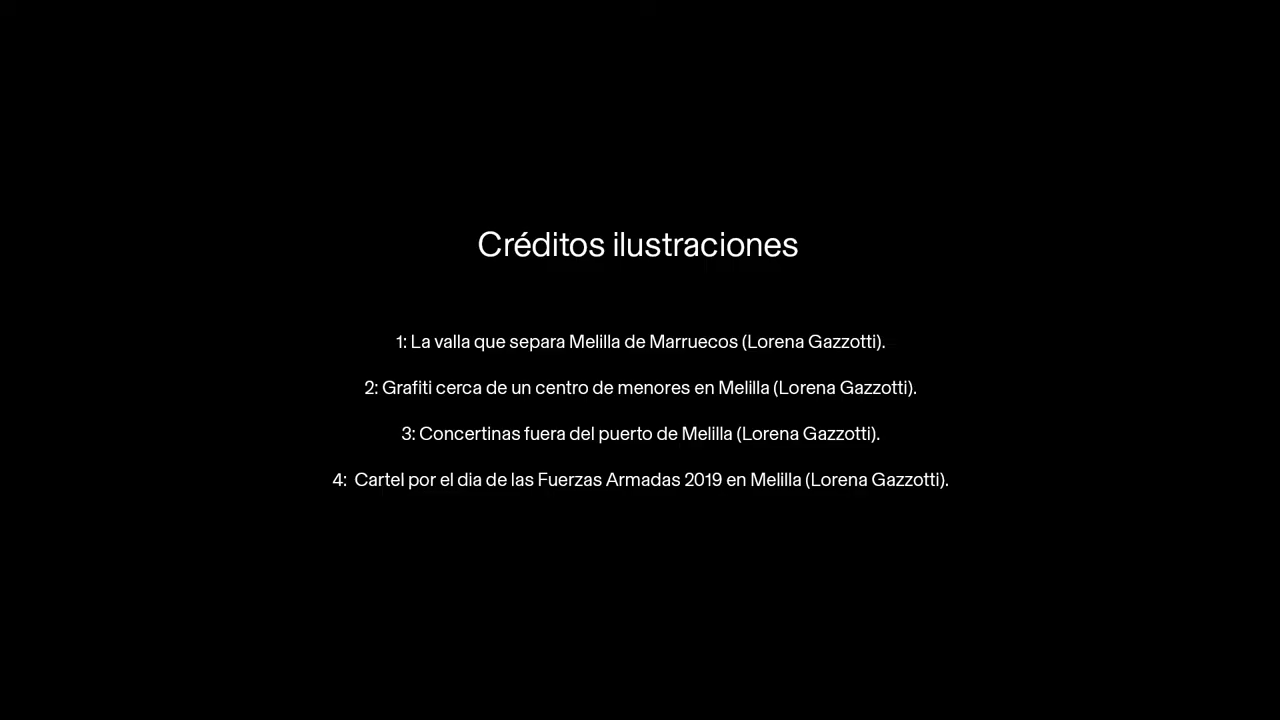 Créditos ilustraciones
1: La valla que separa Melilla de Marruecos (Lorena Gazzotti).
2: Grafiti cerca de un centro de menores en Melilla (Lorena Gazzotti).
3: Concertinas fuera del puerto de Melilla (Lorena Gazzotti).
4: Cartel por el dia de las Fuerzas Armadas 2019 en Melilla (Lorena Gazzotti).